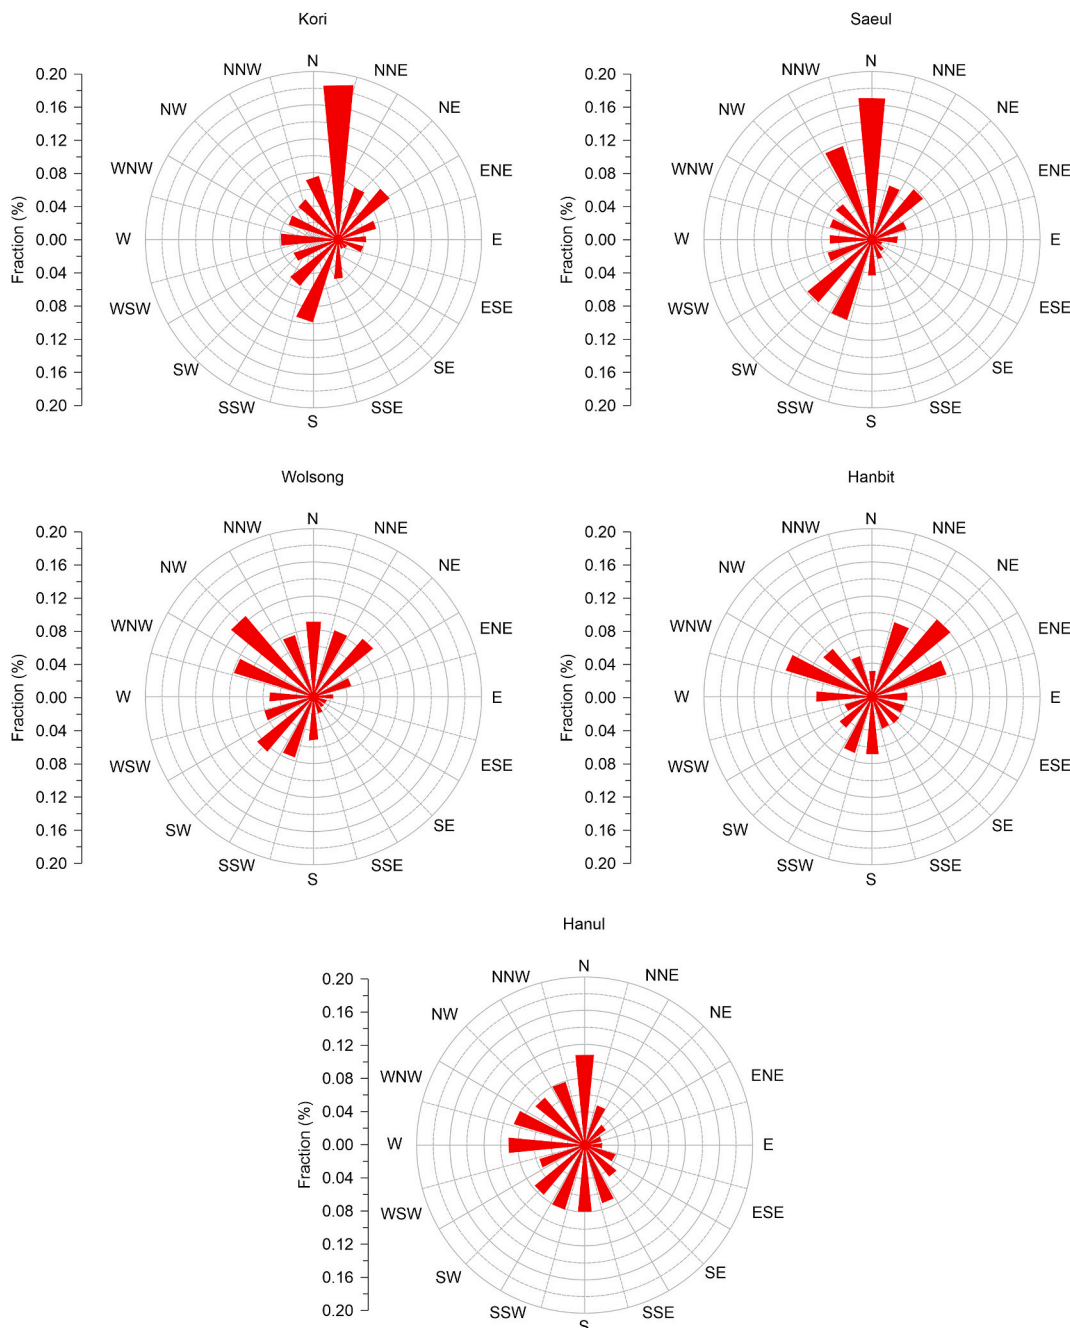 Kori
N
NNW
NNE
NW
NE
WNW
ENE
W
E
WSW
ESE
SW
SE
SSW
SSE
S
Fraction (%)
0.20
0.16
0.12
0.08
0.04
0.00
0.04
0.08
0.12
0.16
0.20
Saeul
N
NNW
NNE
NW
NE
WNW
ENE
W
E
WSW
ESE
SW
SE
SSW
SSE
S
Fraction (%)
0.20
0.16
0.12
0.08
0.04
0.00
0.04
0.08
0.12
0.16
0.20
Wolsong
N
NNW
NNE
NW
NE
WNW
ENE
W
E
WSW
ESE
SW
SE
SSW
SSE
S
Fraction (%)
0.20
0.16
0.12
0.08
0.04
0.00
0.04
0.08
0.12
0.16
0.20
Hanbit
N
NNW
NNE
NW
NE
WNW
ENE
W
E
WSW
ESE
SW
SE
SSW
SSE
S
Fraction (%)
0.20
0.16
0.12
0.08
0.04
0.00
0.04
0.08
0.12
0.16
0.20
Hanul
N
NNW
NNE
NW
NE
WNW
ENE
W
E
WSW
ESE
SW
SE
SSW
SSE
S
Fraction (%)
0.20
0.16
0.12
0.08
0.04
0.00
0.04
0.08
0.12
0.16
0.20